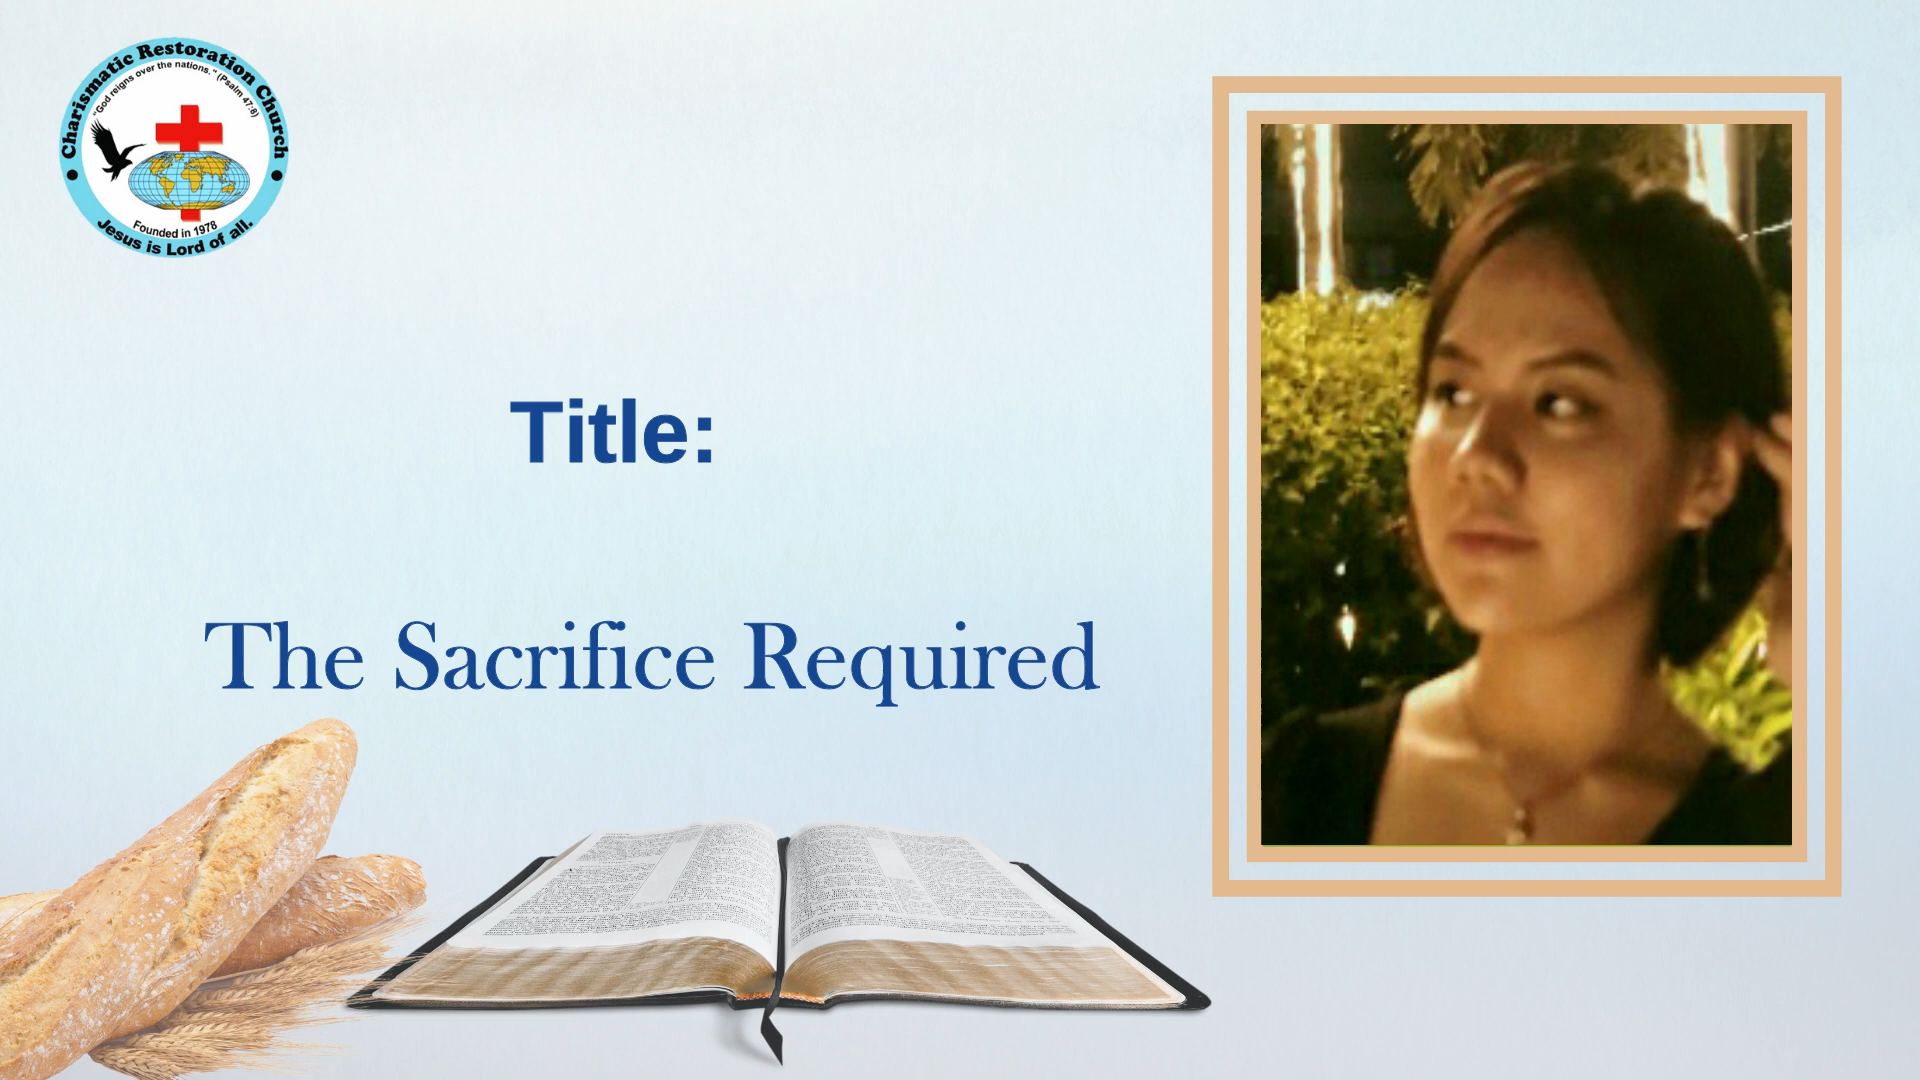 Charismatic Restoration Church
"God reigns over the nations." (Psalm 47:8)
Founded in 1978
Jesus is Lord of all.
Title:
The Sacrifice Required